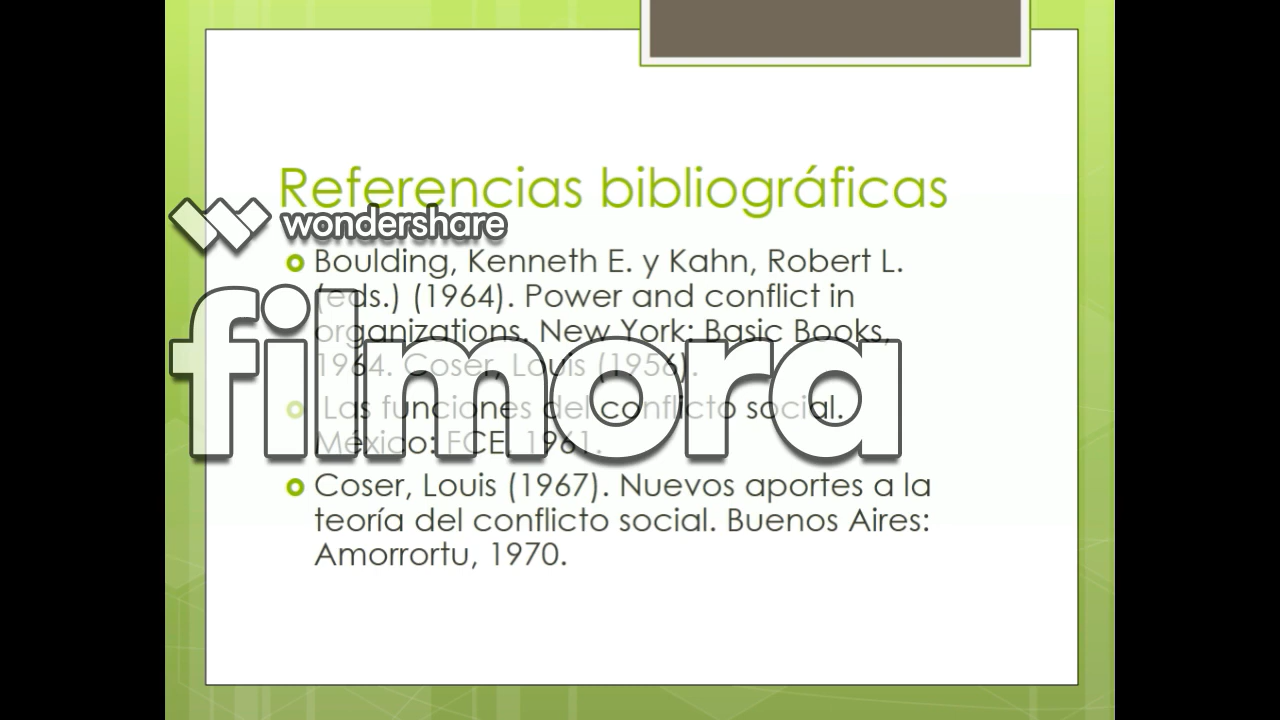 Referencias bibliográficas
wondershare
filmora
Boulding, Kenneth E. y Kahn, Robert L.
(eds.) (1964). Power and conflict in
organizations. New York: Basic Books,
1964. Coser, Louis (1956).
Las funciones del conflicto social.
México: FCE, 1961.
Coser, Louis (1967). Nuevos aportes a la
teoría del conflicto social. Buenos Aires:
Amorrortu, 1970.